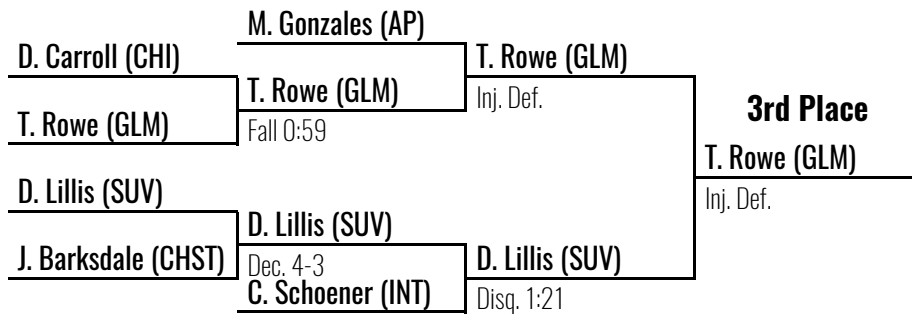 M. Gonzales (AP)
D. Carroll (CHI)
T. Rowe (GLM)
T. Rowe (GLM)
Inj. Def.
3rd Place
T. Rowe (GLM)
Fall 0:59
T. Rowe (GLM)
Inj. Def.
D. Lillis (SUV)
D. Lillis (SUV)
J. Barksdale (CHST)
Dec. 4-3
D. Lillis (SUV)
C. Schoener (INT)
Disq. 1:21